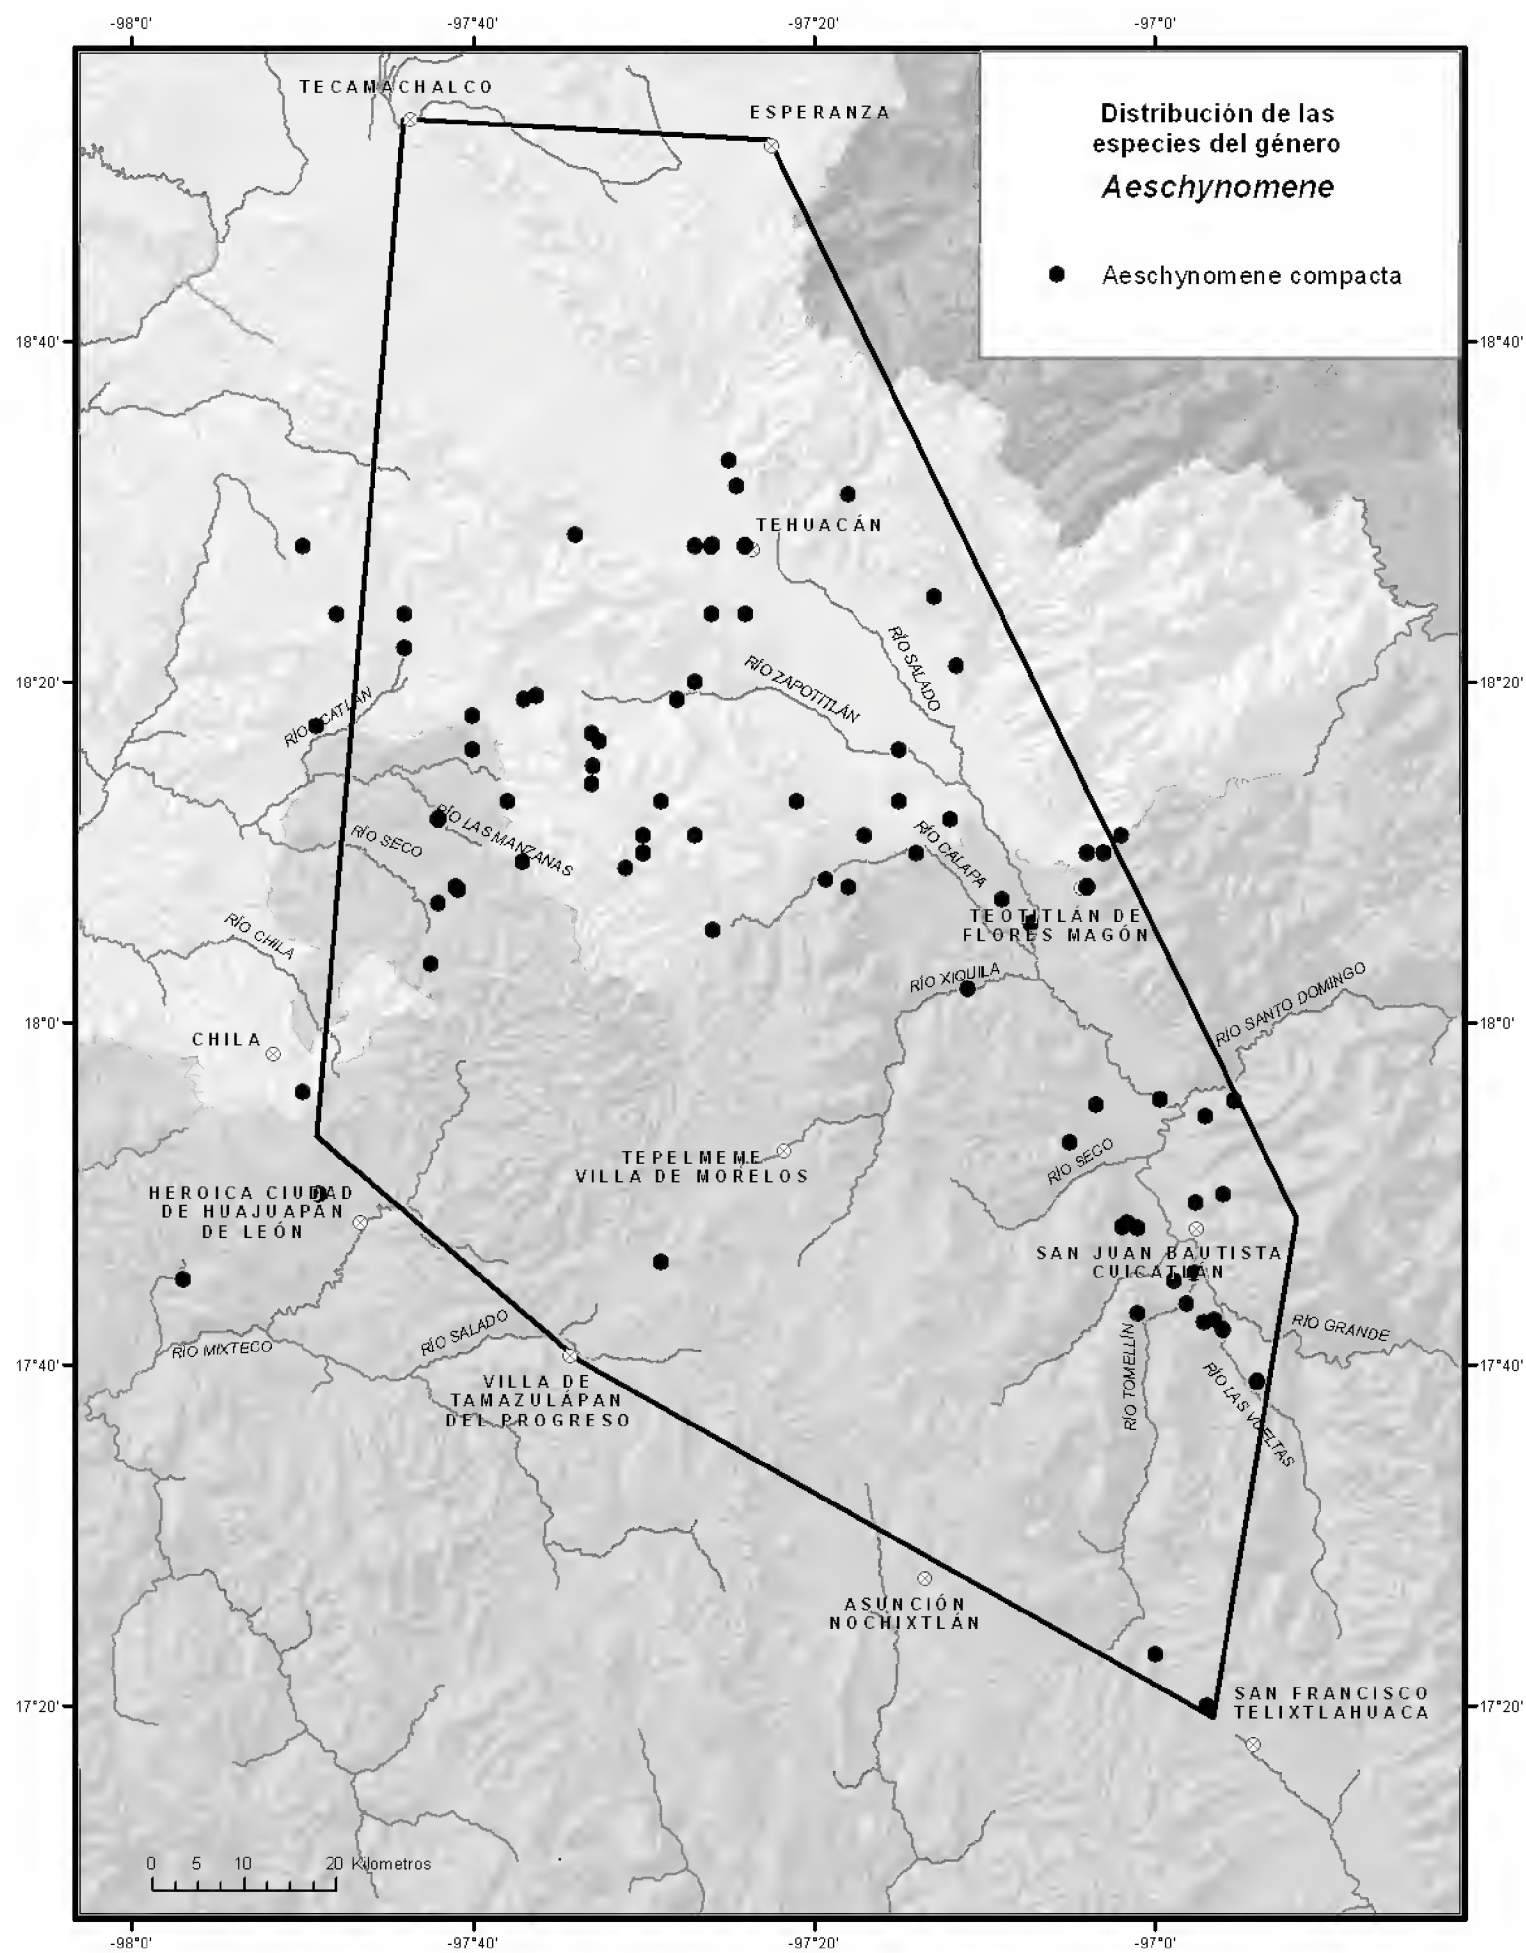 -98°0'
-97°40'
-97°20'
-97°0'
TECAMACHALCO
ESPERANZA
Distribución de las
especies del género
Aeschynomene
Aeschynomene compacta
18°40'
18°40'
TEHUACÁN
RÍO SALADO
RÍO ZAPOTITLÁN
18°20'
18°20'
RÍO ACATLÁN
RÍO LAS MANZANAS
RÍO SECO
RÍO CALAPA
TEOTITLÁN DE
FLORES MAGÓN
RÍO CHILA
RÍO XIQUILA
RÍO SANTO DOMINGO
18°0'
18°0'
CHILA
TEPELMEME
VILLA DE MORELOS
RÍO SECO
HEROICA CIUDAD
DE HUAJUAPAN
DE LEÓN
SAN JUAN BAUTISTA
CUICATLÁN
RÍO SALADO
RÍO MIXTECO
RÍO GRANDE
RÍO TOMELLÍN
RÍO LAS VUELTAS
17°40'
17°40'
VILLA DE
TAMAZULÁPAN
DEL PROGRESO
ASUNCIÓN
NOCHIXTLÁN
SAN FRANCISCO
TELIXTLAHUACA
17°20'
17°20'
0 5 10 20 Kilometros
-98°0'
-97°40'
-97°20'
-97°0'